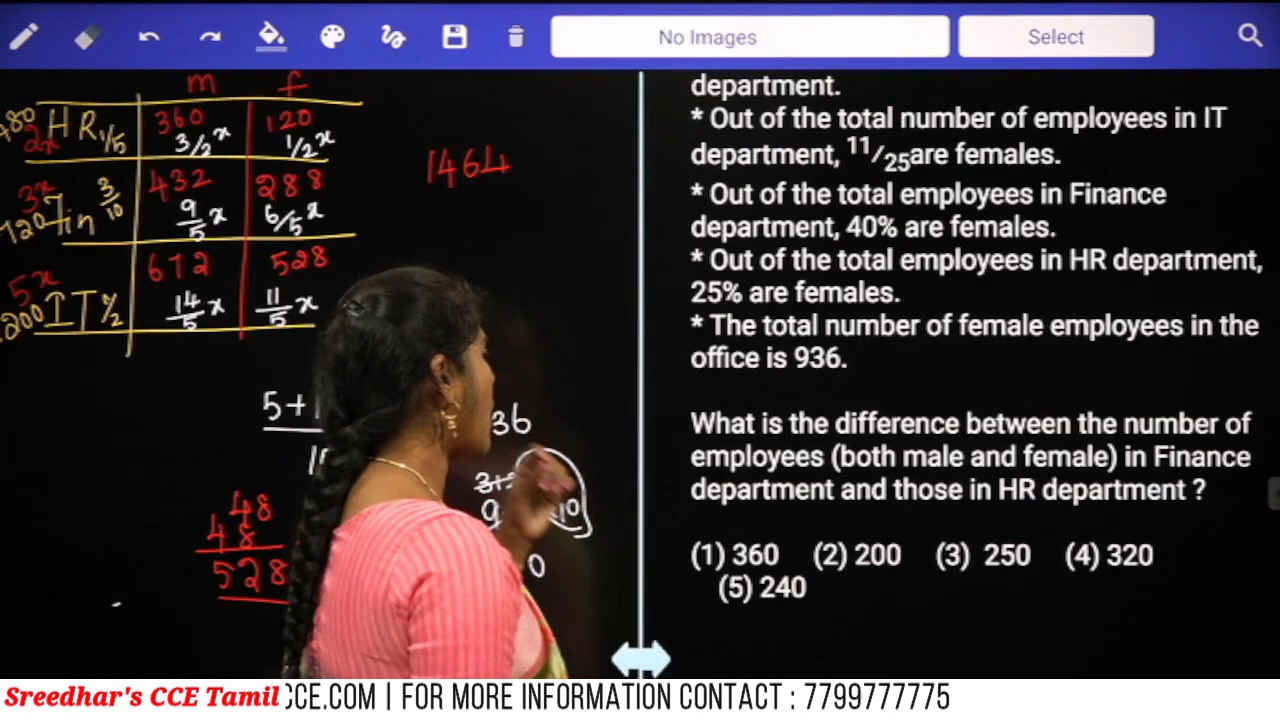 No Images
Select
m f
480 HR 1/5 360 120
2x 3/2 x 1/2 x
3x 3/10 432 288
720 Fin 9/5 x 6/5 x
5x 672 528
1200 IT 1/2 14/5 x 11/5 x
1464
5+
36
48
48
528
department.
* Out of the total number of employees in IT
department, 11/25 are females.
* Out of the total employees in Finance
department, 40% are females.
* Out of the total employees in HR department,
25% are females.
* The total number of female employees in the
office is 936.
What is the difference between the number of
employees (both male and female) in Finance
department and those in HR department ?
(1) 360 (2) 200 (3) 250 (4) 320
(5) 240
Sreedhar's CCE Tamil CCE.COM | FOR MORE INFORMATION CONTACT : 7799777775